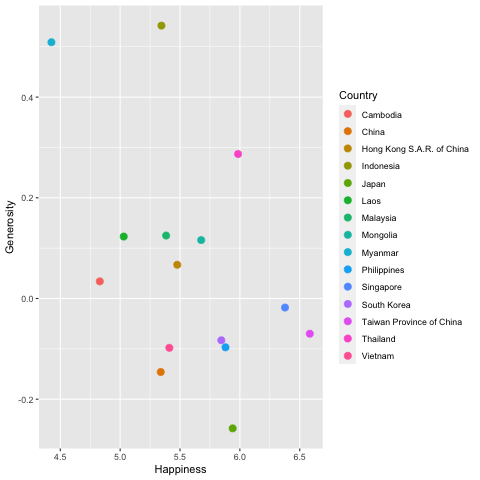 0.4
0.2
0.0
-0.2
Generosity
4.5 5.0 5.5 6.0 6.5
Happiness
Country
Cambodia
China
Hong Kong S.A.R. of China
Indonesia
Japan
Laos
Malaysia
Mongolia
Myanmar
Philippines
Singapore
South Korea
Taiwan Province of China
Thailand
Vietnam